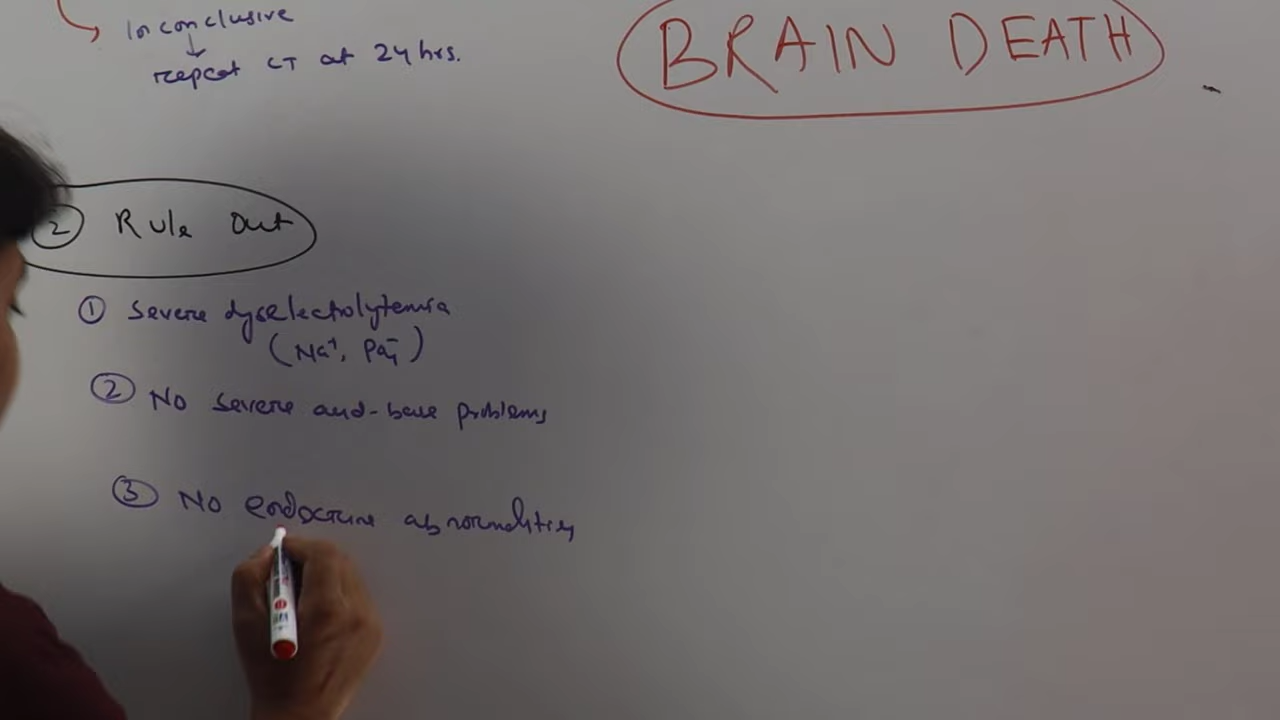 Inconclusive
repeat CT at 24 hrs.
BRAIN DEATH
2 Rule Out
1 Severe dyselectrolytemia
(Na+, PO4-)
2 No severe acid-base problems
3 No endocrine abnormalities